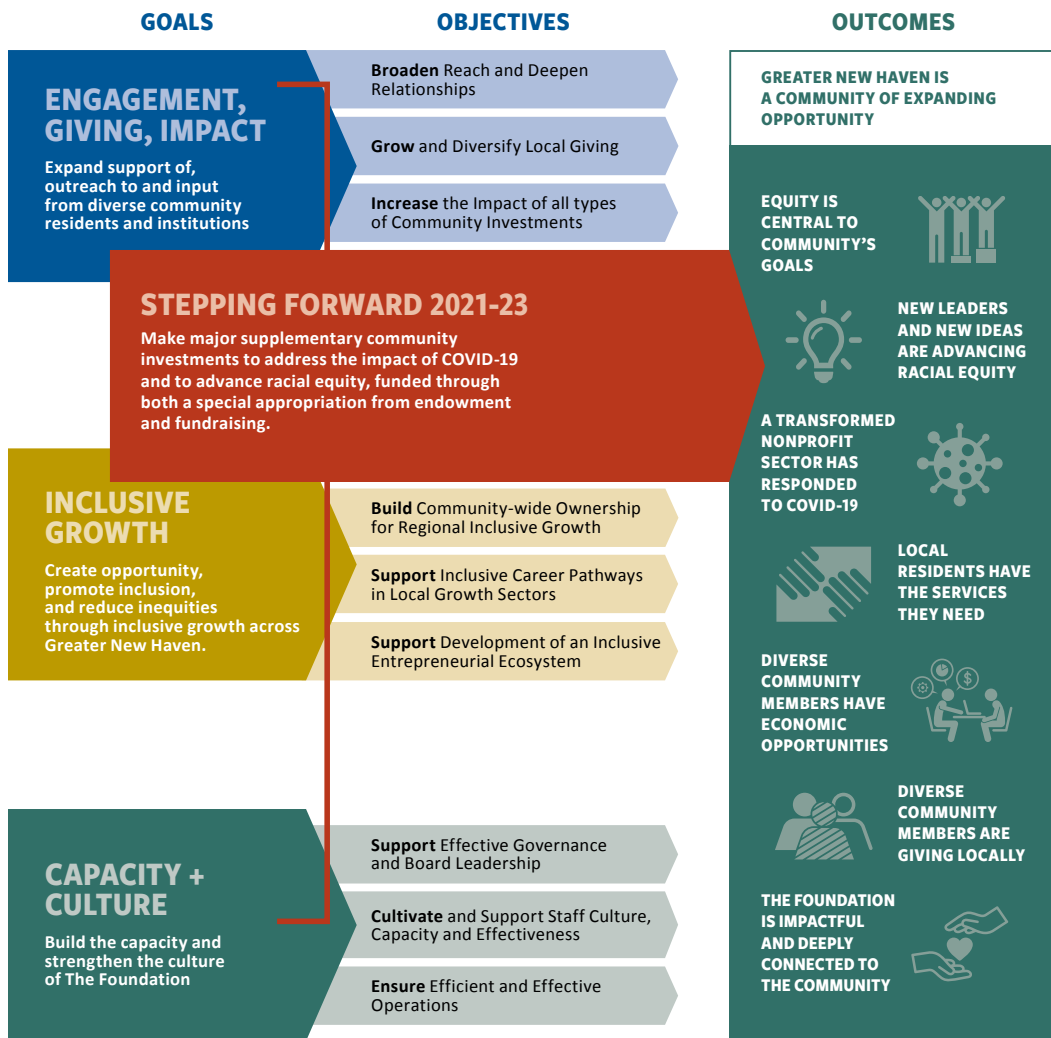 GOALS
OBJECTIVES
OUTCOMES
ENGAGEMENT,
GIVING, IMPACT
Expand support of,
outreach to and input
from diverse community
residents and institutions
Broaden Reach and Deepen
Relationships
Grow and Diversify Local Giving
Increase the Impact of all types
of Community Investments
STEPPING FORWARD 2021-23
Make major supplementary community
investments to address the impact of COVID-19
and to advance racial equity, funded through
both a special appropriation from endowment
and fundraising.
INCLUSIVE
GROWTH
Create opportunity,
promote inclusion,
and reduce inequities
through inclusive growth across
Greater New Haven.
Build Community-wide Ownership
for Regional Inclusive Growth
Support Inclusive Career Pathways
in Local Growth Sectors
Support Development of an Inclusive
Entrepreneurial Ecosystem
CAPACITY +
CULTURE
Build the capacity and
strengthen the culture
of The Foundation
Support Effective Governance
and Board Leadership
Cultivate and Support Staff Culture,
Capacity and Effectiveness
Ensure Efficient and Effective
Operations
GREATER NEW HAVEN IS
A COMMUNITY OF EXPANDING
OPPORTUNITY
EQUITY IS
CENTRAL TO
COMMUNITY'S
GOALS
NEW LEADERS
AND NEW IDEAS
ARE ADVANCING
RACIAL EQUITY
A TRANSFORMED
NONPROFIT
SECTOR HAS
RESPONDED
TO COVID-19
LOCAL
RESIDENTS HAVE
THE SERVICES
THEY NEED
DIVERSE
COMMUNITY
MEMBERS HAVE
ECONOMIC
OPPORTUNITIES
$
DIVERSE
COMMUNITY
MEMBERS ARE
GIVING LOCALLY
THE FOUNDATION
IS IMPACTFUL
AND DEEPLY
CONNECTED TO
THE COMMUNITY